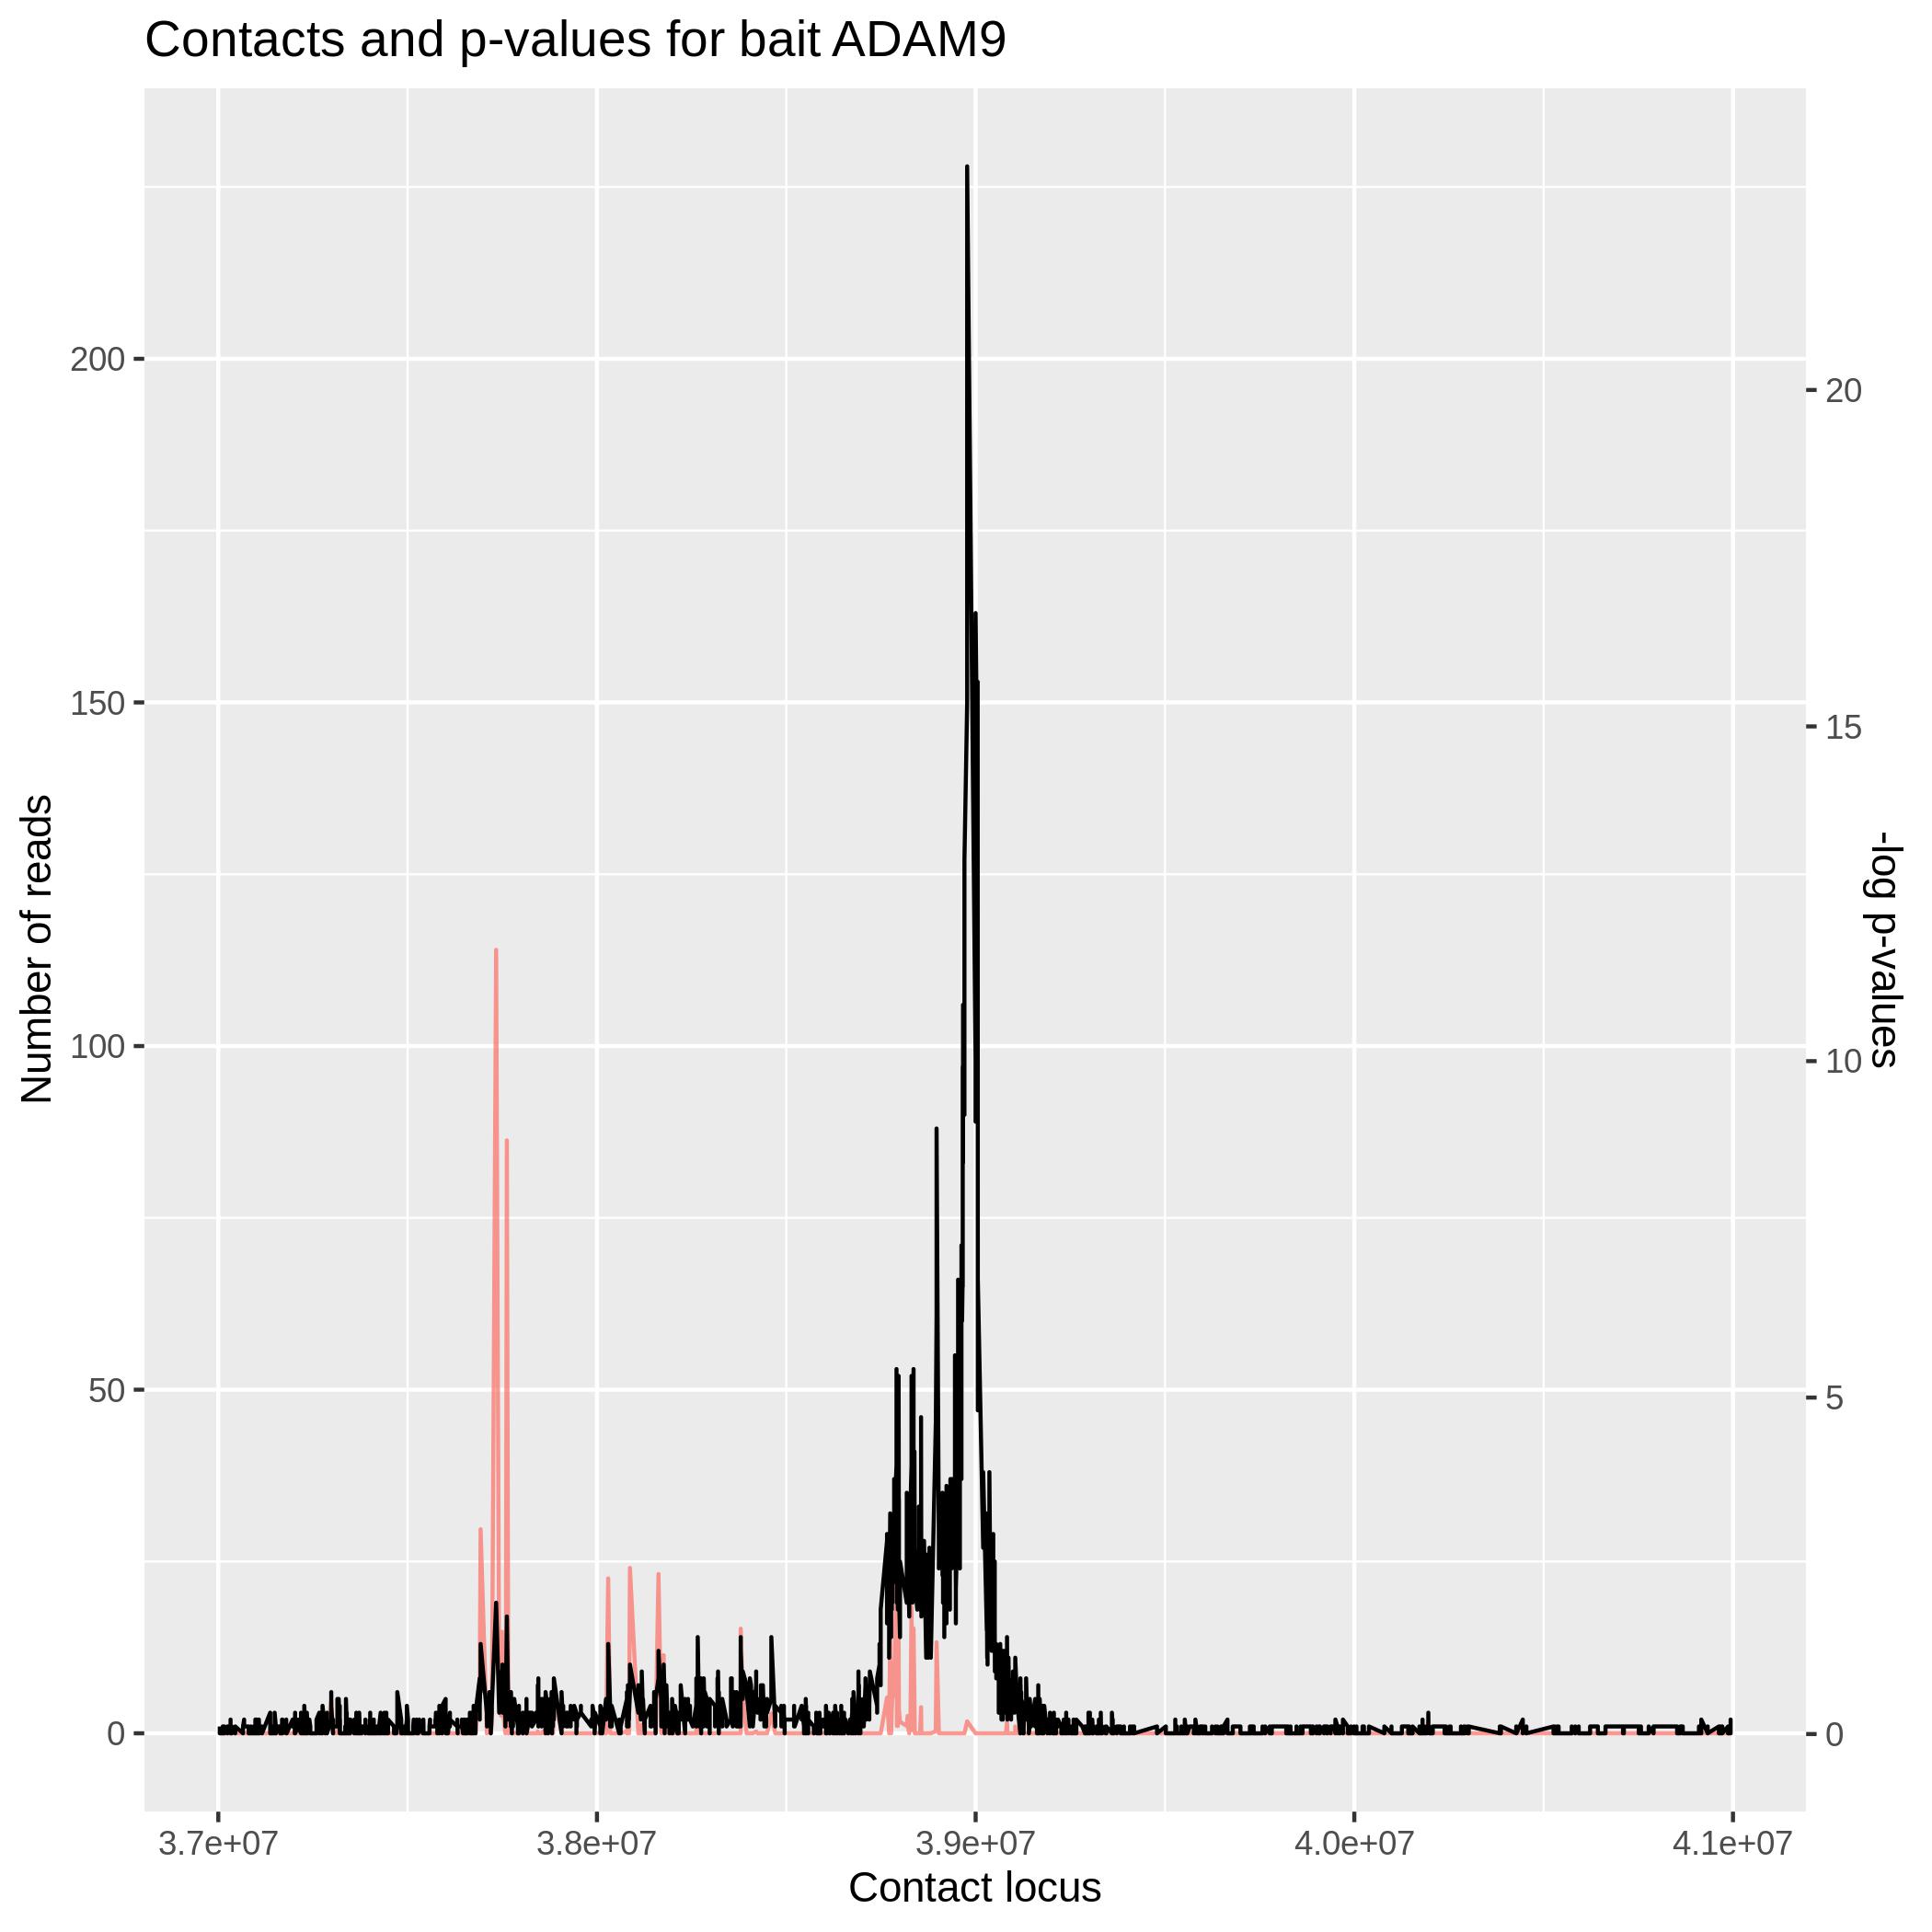 Contacts and p-values for bait ADAM9
Number of reads
200
150
100
50
0
20
15
10
5
0
-log p-values
3.7e+07 3.8e+07 3.9e+07 4.0e+07 4.1e+07
Contact locus